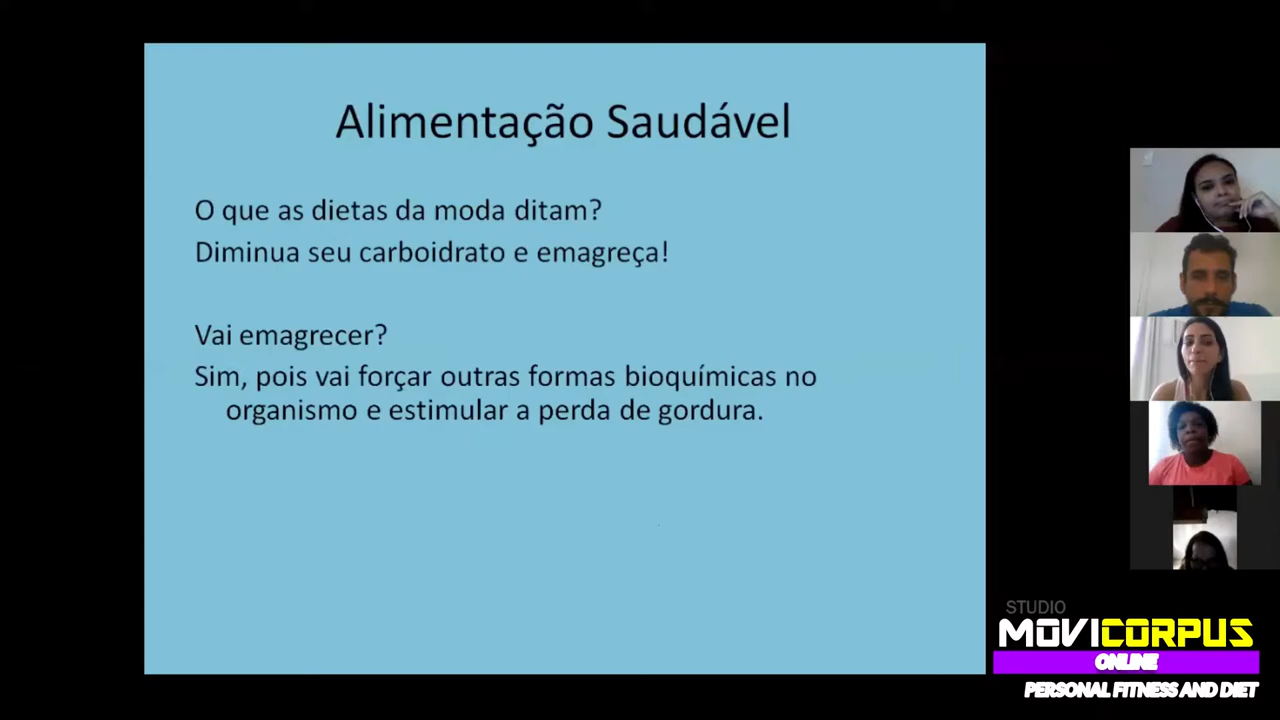 Alimentação Saudável
O que as dietas da moda ditam?
Diminua seu carboidrato e emagreça!
Vai emagrecer?
Sim, pois vai forçar outras formas bioquímicas no
organismo e estimular a perda de gordura.
STUDIO
MOVICORPUS
ONLINE
PERSONAL FITNESS AND DIET